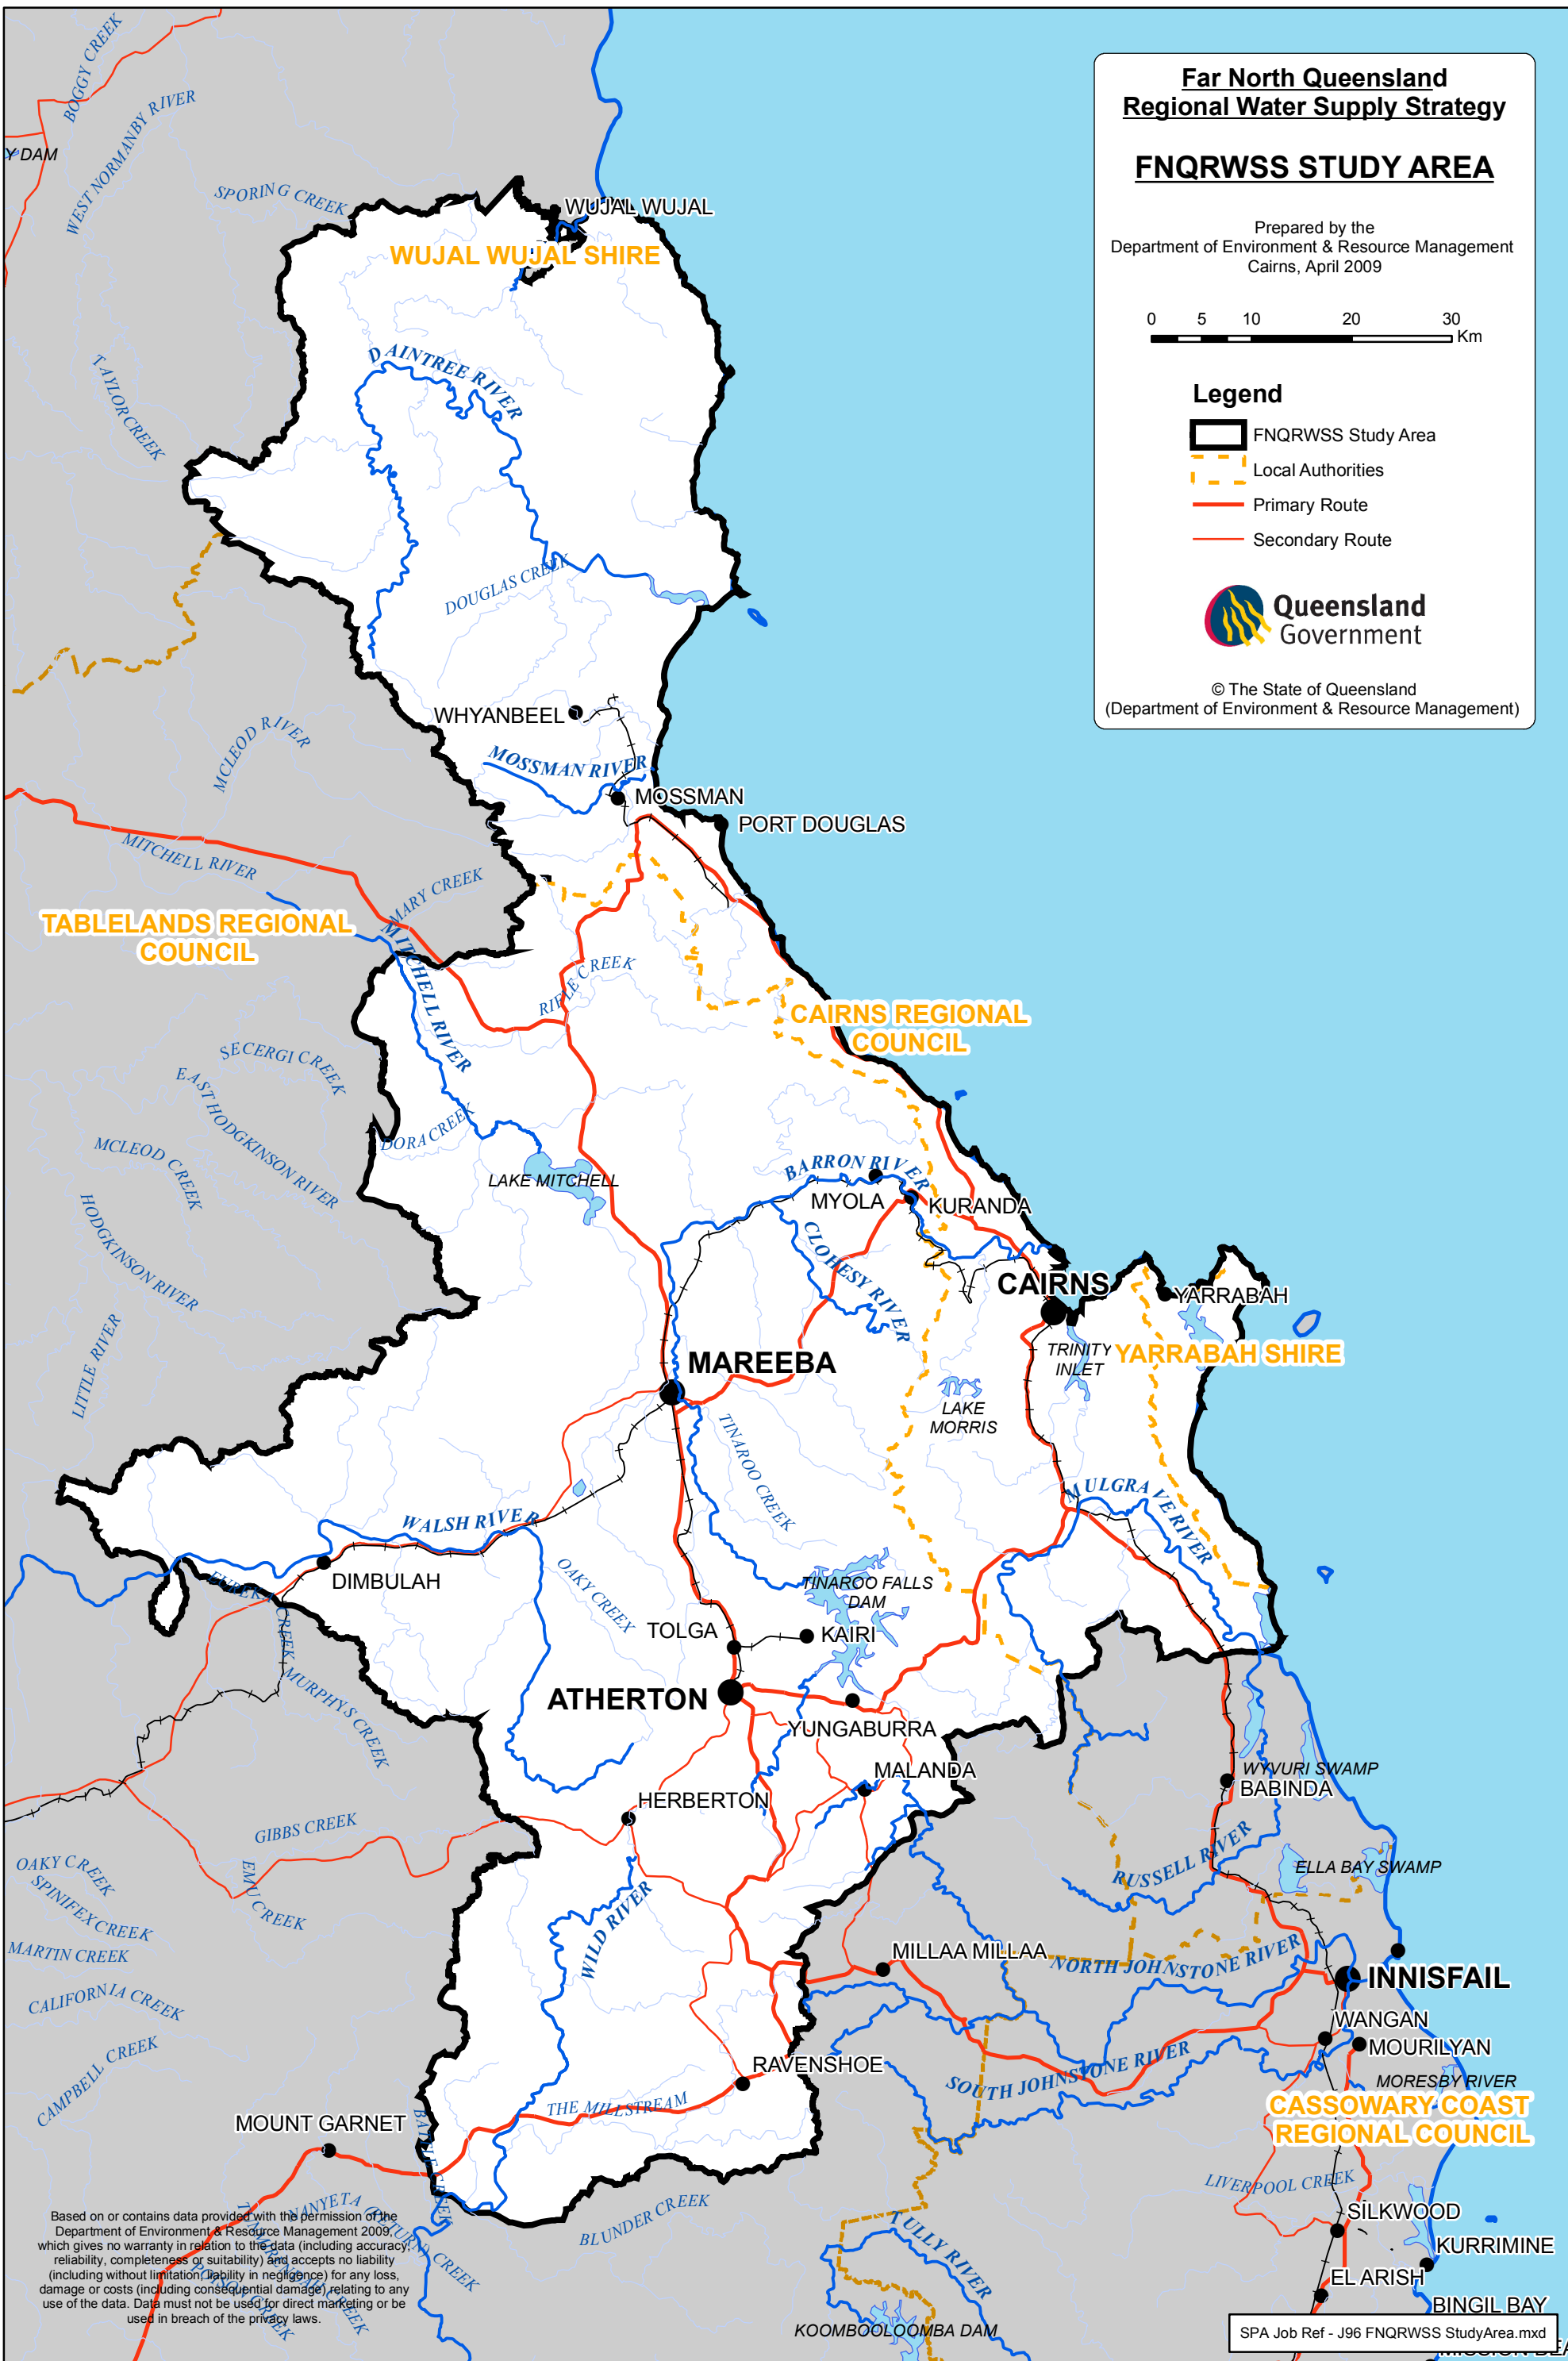 Far North Queensland
Regional Water Supply Strategy
FNQRWSS STUDY AREA
Prepared by the
Department of Environment & Resource Management
Cairns, April 2009
0 5 10 20 30
Km
Legend
FNQRWSS Study Area
Local Authorities
Primary Route
Secondary Route
Queensland
Government
© The State of Queensland
(Department of Environment & Resource Management)
BOGGY CREEK
WEST NORMANBY RIVER
Y DAM
SPORING CREEK
WUJAL WUJAL
WUJAL WUJAL SHIRE
DAINTREE RIVER
TAYLOR CREEK
DOUGLAS CREEK
WHYANBEEL
MCLEOD RIVER
MOSSMAN RIVER
MOSSMAN
PORT DOUGLAS
MITCHELL RIVER
MARY CREEK
TABLELANDS REGIONAL
COUNCIL
MITCHELL RIVER
RIFLE CREEK
CAIRNS REGIONAL
COUNCIL
SECERGI CREEK
EAST HODGKINSON RIVER
DORA CREEK
MCLEOD CREEK
LAKE MITCHELL
BARRON RIVER
MYOLA
KURANDA
HODGKINSON RIVER
CLOHESY RIVER
CAIRNS
YARRABAH
LITTLE RIVER
TRINITY
INLET
YARRABAH SHIRE
MAREEBA
LAKE
MORRIS
TINAROO CREEK
MULGRAVE RIVER
WALSH RIVER
DIMBULAH
EUREKA CREEK
OAKY CREEX
TINAROO FALLS
DAM
TOLGA
KAIRI
MURPHYS CREEK
ATHERTON
YUNGABURRA
MALANDA
WYVURI SWAMP
BABINDA
HERBERTON
GIBBS CREEK
OAKY CREEK
SPINIFEX CREEK
EMU CREEK
RUSSELL RIVER
ELLA BAY SWAMP
MARTIN CREEK
WILD RIVER
MILLAA MILLAA
NORTH JOHNSTONE RIVER
INNISFAIL
CALIFORNIA CREEK
WANGAN
MOURILYAN
CAMPBELL CREEK
RAVENSHOE
SOUTH JOHNSTONE RIVER
MORESBY RIVER
THE MILLSTREAM
CASSOWARY COAST
REGIONAL COUNCIL
MOUNT GARNET
BATTLE CREEK
LIVERPOOL CREEK
BLUNDER CREEK
SILKWOOD
TULLY RIVER
KURRIMINE
EL ARISH
BINGIL BAY
KOOMBOOLOOMBA DAM
NANYETA (RETURN) CREEK
Based on or contains data provided with the permission of the
Department of Environment & Resource Management 2009,
which gives no warranty in relation to the data (including accuracy,
reliability, completeness or suitability) and accepts no liability
(including without limitation, liability in negligence) for any loss,
damage or costs (including consequential damage) relating to any
use of the data. Data must not be used for direct marketing or be
used in breach of the privacy laws.
SPA Job Ref - J96 FNQRWSS StudyArea.mxd